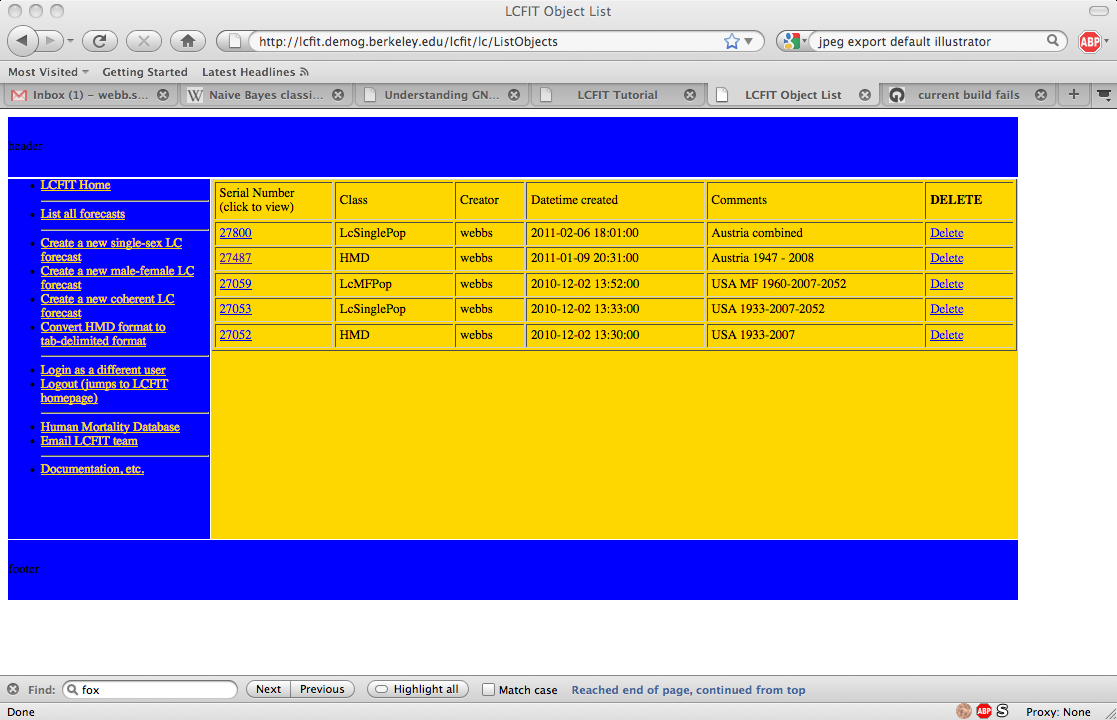 LCFIT Object List
http://lcfit.demog.berkeley.edu/lcfit/lc/ListObjects
jpeg export default illustrator
ABP
Most Visited Getting Started Latest Headlines
Inbox (1) – webb.s... Naive Bayes classi... Understanding GN... LCFIT Tutorial LCFIT Object List current build fails
header
LCFIT Home
List all forecasts
Create a new single-sex LC
forecast
Create a new male-female LC
forecast
Create a new coherent LC
forecast
Convert HMD format to
tab-delimited format
Login as a different user
Logout (jumps to LCFIT
homepage)
Human Mortality Database
Email LCFIT team
Documentation, etc.
Serial Number
(click to view) Class Creator Datetime created Comments DELETE
27800 LcSinglePop webbs 2011-02-06 18:01:00 Austria combined Delete
27487 HMD webbs 2011-01-09 20:31:00 Austria 1947 - 2008 Delete
27059 LcMFPop webbs 2010-12-02 13:52:00 USA MF 1960-2007-2052 Delete
27053 LcSinglePop webbs 2010-12-02 13:33:00 USA 1933-2007-2052 Delete
27052 HMD webbs 2010-12-02 13:30:00 USA 1933-2007 Delete
footer
Find: fox Next Previous Highlight all Match case Reached end of page, continued from top
Done ABP S Proxy: None